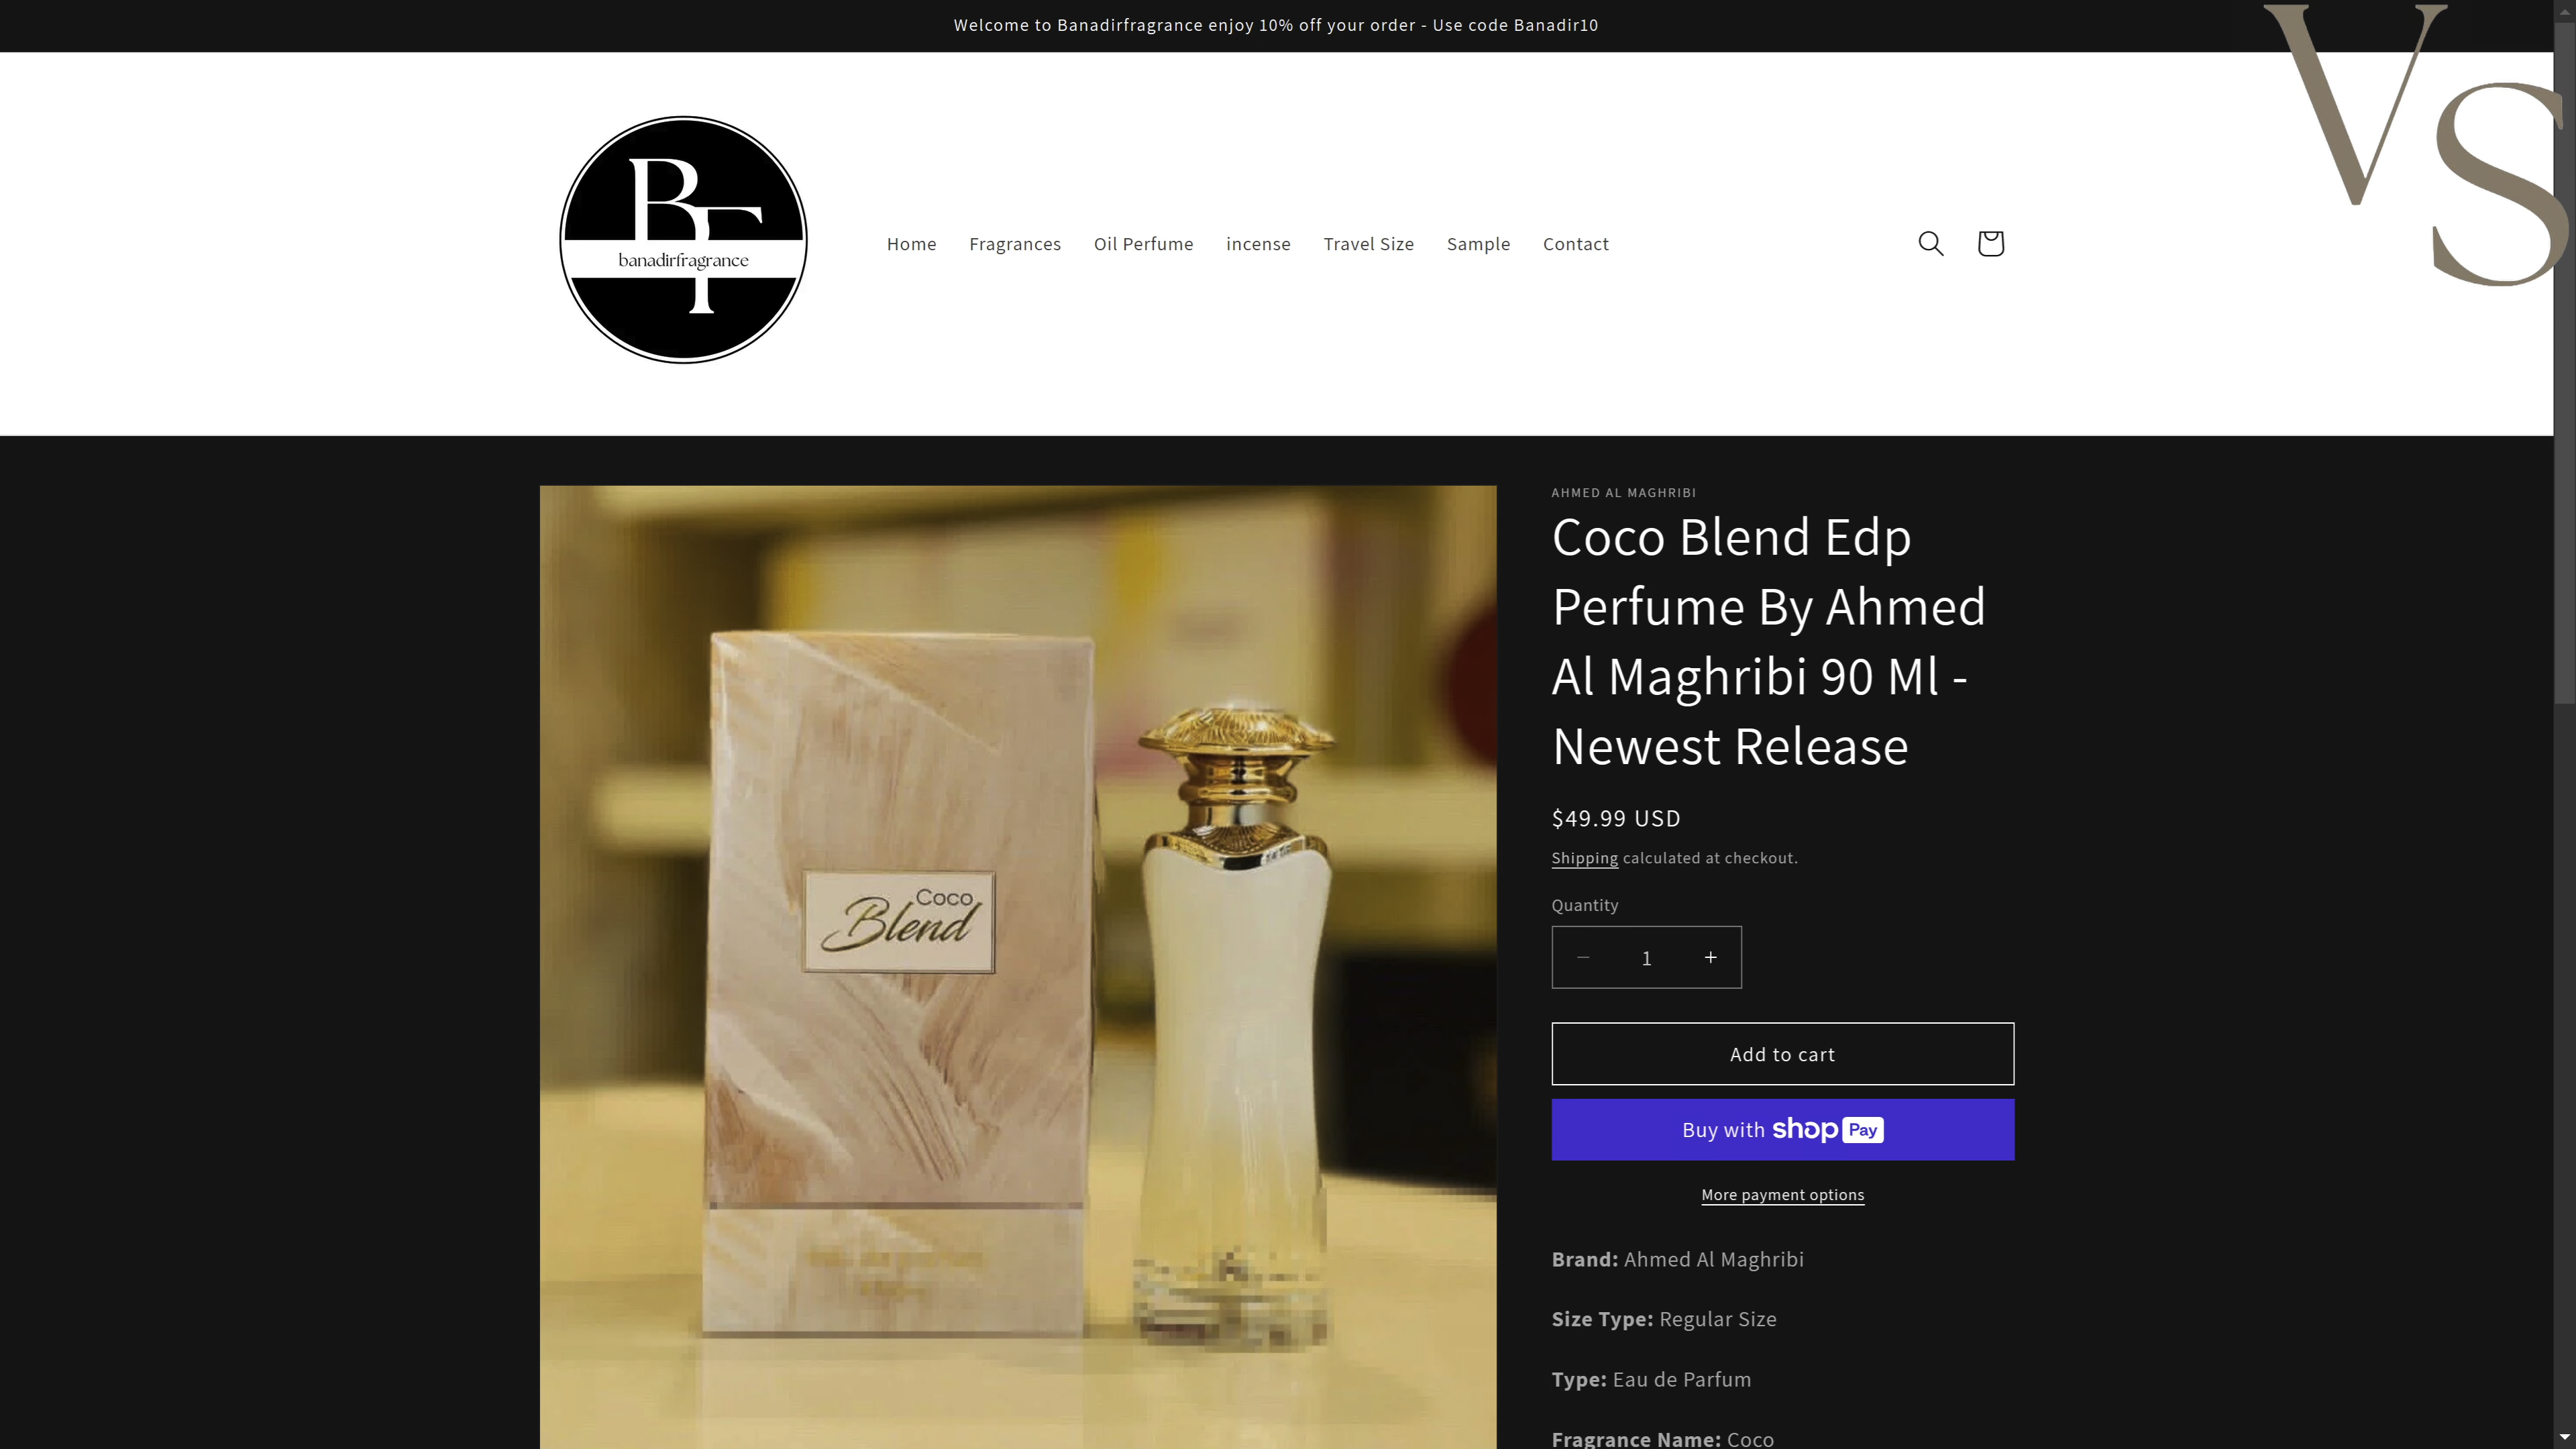 Welcome to Banadirfragrance enjoy 10% off your order - Use code Banadir10
VS
BF
banadirfragrance
Home Fragrances Oil Perfume incense Travel Size Sample Contact
AHMED AL MAGHRIBI
Coco Blend Edp
Perfume By Ahmed
Al Maghribi 90 Ml -
Newest Release
$49.99 USD
Shipping calculated at checkout.
Quantity
− 1 +
Add to cart
Buy with shop Pay
More payment options
Brand: Ahmed Al Maghribi
Size Type: Regular Size
Type: Eau de Parfum
Fragrance Name: Coco
Coco
Blend